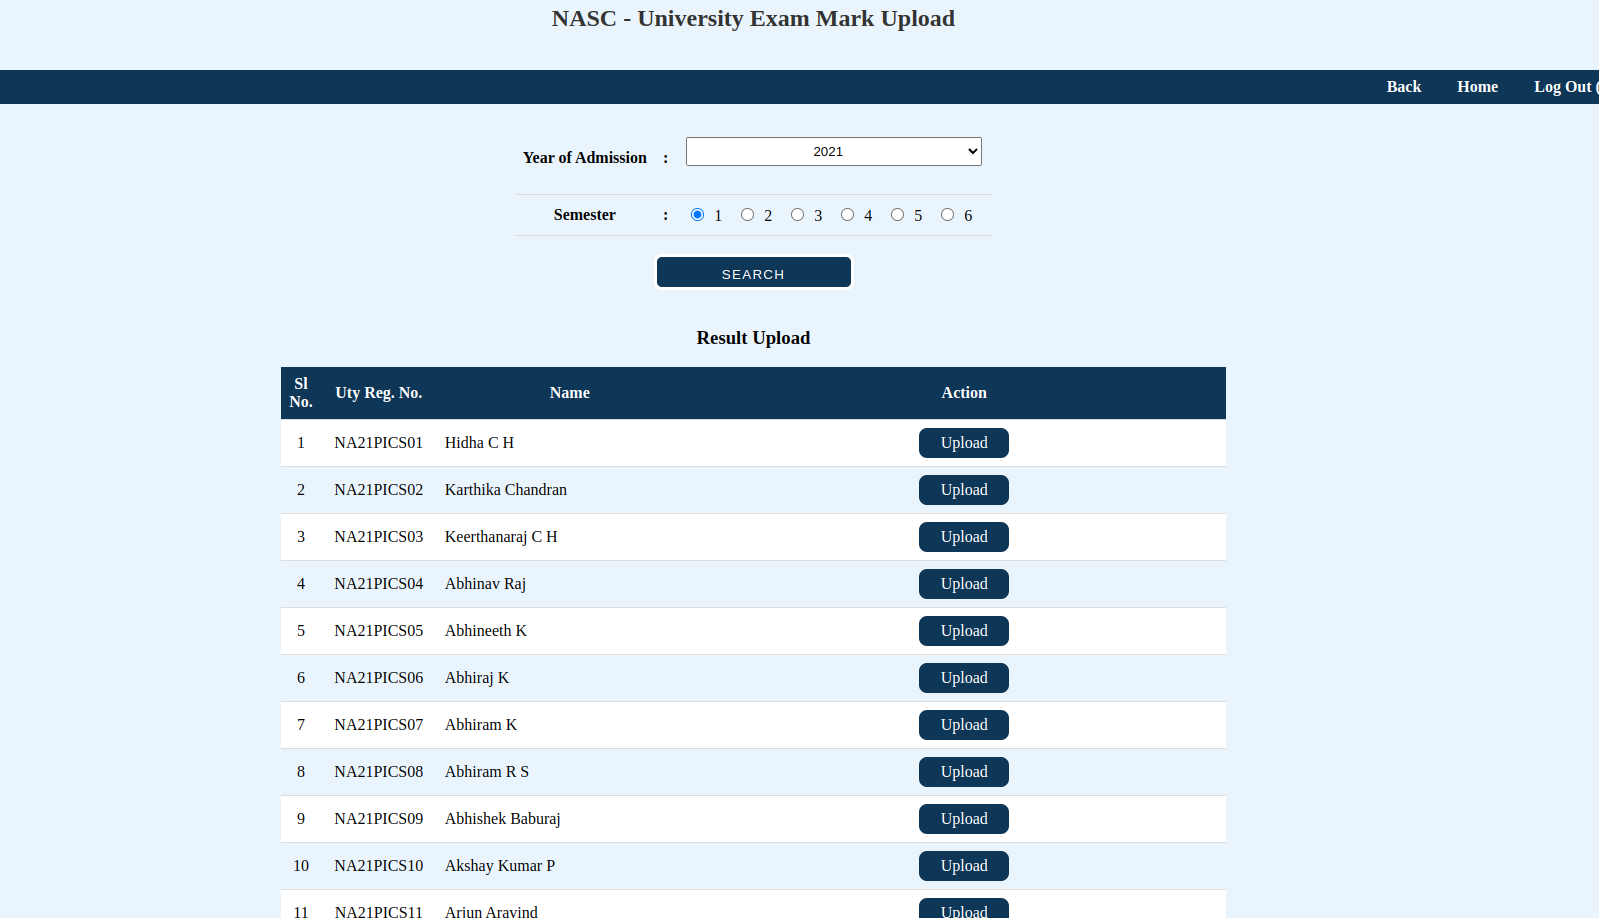 NASC - University Exam Mark Upload
Back Home Log Out (
Year of Admission : 2021
Semester : 1 2 3 4 5 6
SEARCH
Result Upload
Sl No. Uty Reg. No. Name Action
1 NA21PICS01 Hidha C H Upload
2 NA21PICS02 Karthika Chandran Upload
3 NA21PICS03 Keerthanaraj C H Upload
4 NA21PICS04 Abhinav Raj Upload
5 NA21PICS05 Abhineeth K Upload
6 NA21PICS06 Abhiraj K Upload
7 NA21PICS07 Abhiram K Upload
8 NA21PICS08 Abhiram R S Upload
9 NA21PICS09 Abhishek Baburaj Upload
10 NA21PICS10 Akshay Kumar P Upload
11 NA21PICS11 Arjun Aravind Upload